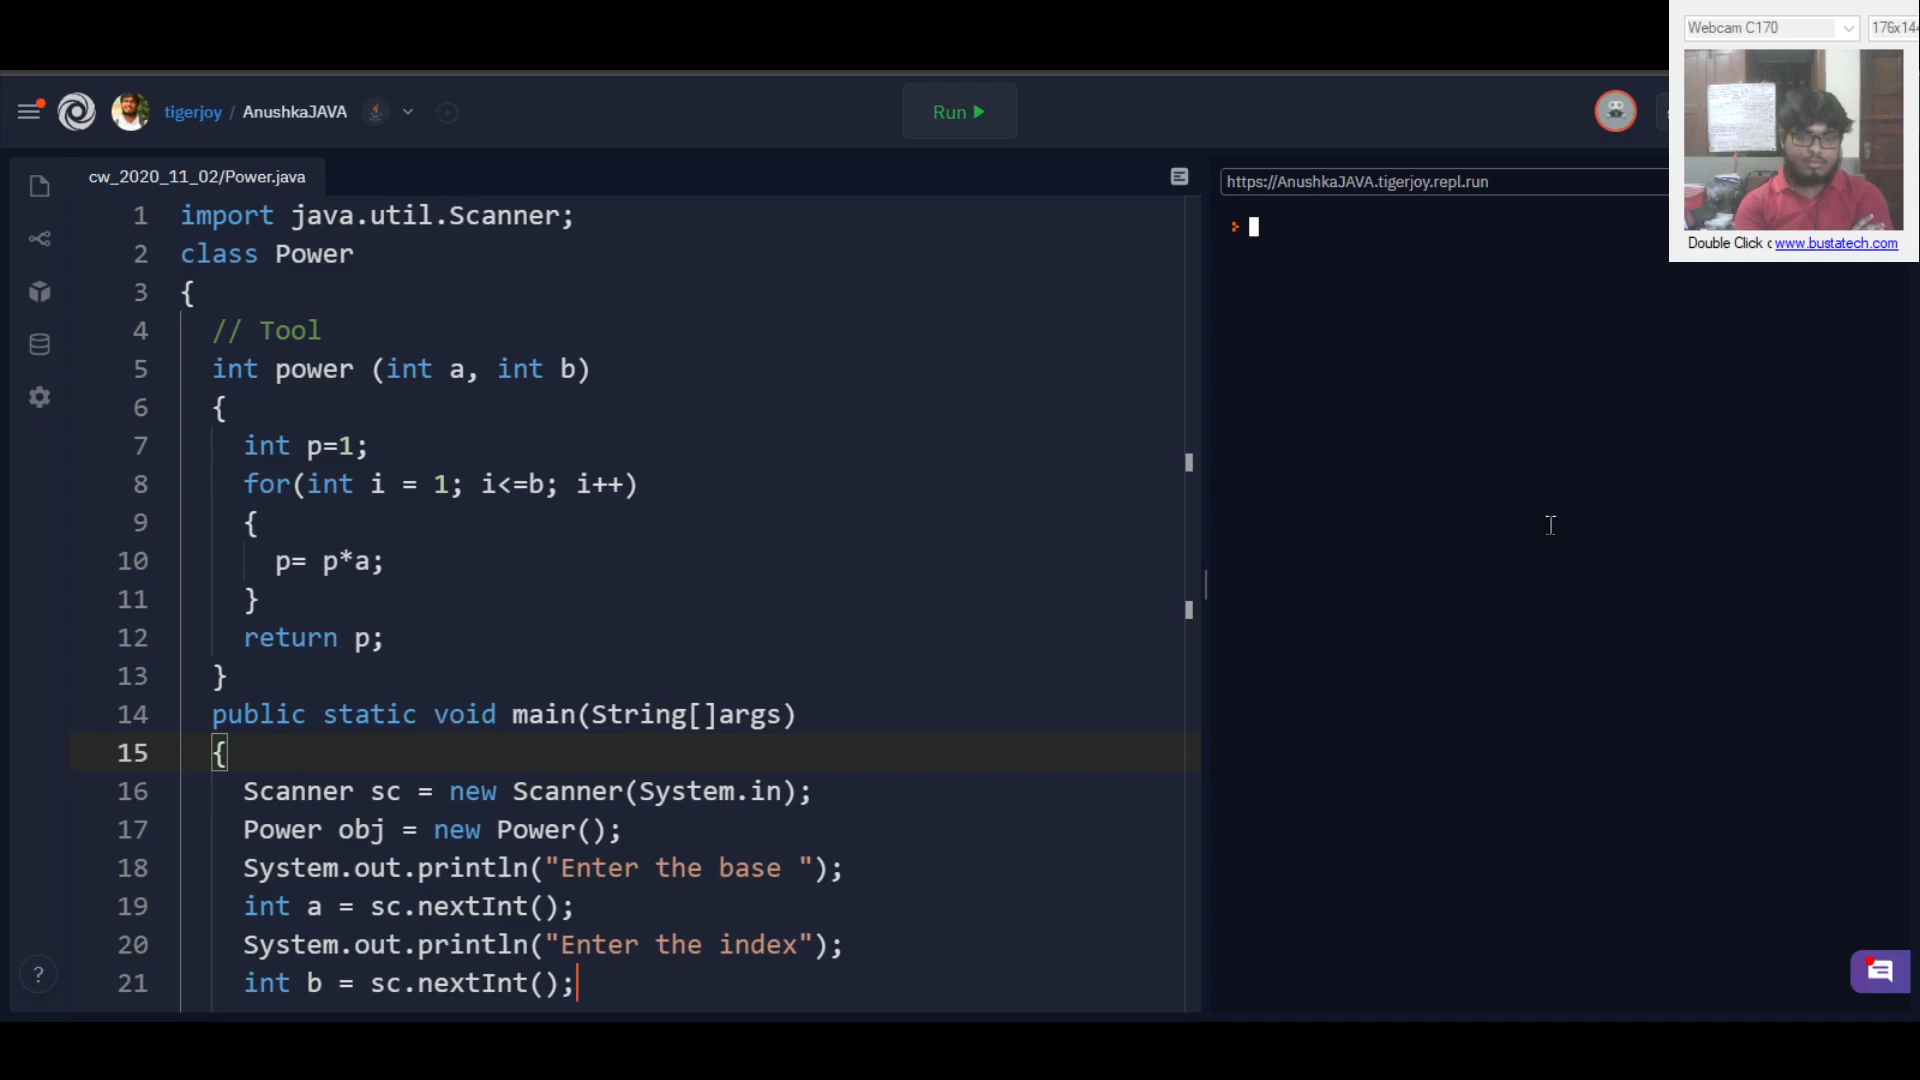 Webcam C170
176x144
tigerjoy / AnushkaJAVA
Run
cw_2020_11_02/Power.java
https://AnushkaJAVA.tigerjoy.repl.run
Double Click
www.bustatech.com
1 import java.util.Scanner;
2 class Power
3 {
4 // Tool
5 int power (int a, int b)
6 {
7 int p=1;
8 for(int i = 1; i<=b; i++)
9 {
10 p= p*a;
11 }
12 return p;
13 }
14 public static void main(String[]args)
15 {
16 Scanner sc = new Scanner(System.in);
17 Power obj = new Power();
18 System.out.println("Enter the base ");
19 int a = sc.nextInt();
20 System.out.println("Enter the index");
21 int b = sc.nextInt();
?